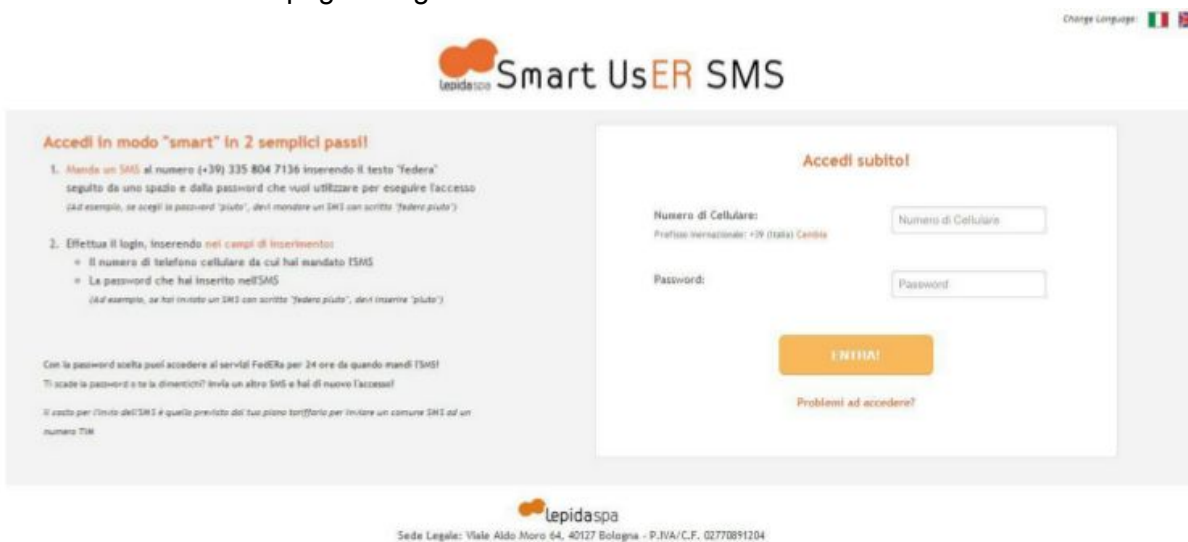 Change Language:
lepidaspa Smart UsER SMS
Accedi in modo "smart" in 2 semplici passi!
1. Manda un SMS al numero (+39) 335 804 7136 inserendo il testo "federa"
seguito da uno spazio e dalla password che vuoi utilizzare per eseguire l'accesso
(Ad esempio, se scegli la password "pluto", devi mandare un SMS con scritto "federa pluto")
2. Effettua il login, inserendo nei campi di inserimento:
Il numero di telefono cellulare da cui hai mandato l'SMS
La password che hai inserito nell'SMS
(Ad esempio, se hai inviato un SMS con scritto "federa pluto", devi inserire "pluto")
Con la password scelta puoi accedere ai servizi FedERa per 24 ore da quando mandi l'SMS!
Ti scade la password o te la dimentichi? Invia un altro SMS e hai di nuovo l'accesso!
Il costo per l'invio dell'SMS è quello previsto dal tuo piano tariffario per inviare un comune SMS ad un
numero TIM
Accedi subito!
Numero di Cellulare:
Numero di Cellulare
Prefisso : +39 (Italia) Cambia
Password:
Password
ENTRA!
Problemi ad accedere?
lepidaspa
Sede Legale: Viale Aldo Moro 64, 40127 Bologna - P.IVA/C.F. 02770891204